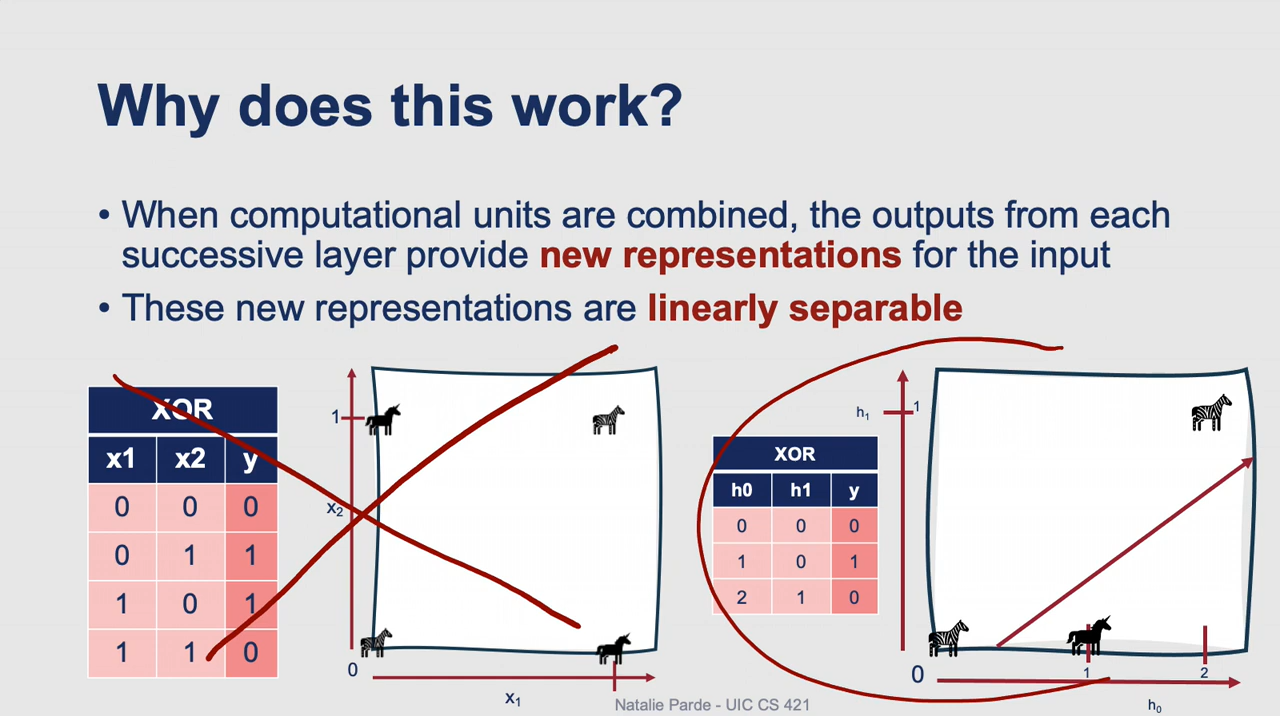 Why does this work?
• When computational units are combined, the outputs from each
successive layer provide new representations for the input
• These new representations are linearly separable
XOR
x1 x2 y
0 0 0
0 1 1
1 0 1
1 1 0
1
x2
0
x1
XOR
h0 h1 y
0 0 0
1 0 1
2 1 0
h1
1
0
1
2
h0
Natalie Parde - UIC CS 421